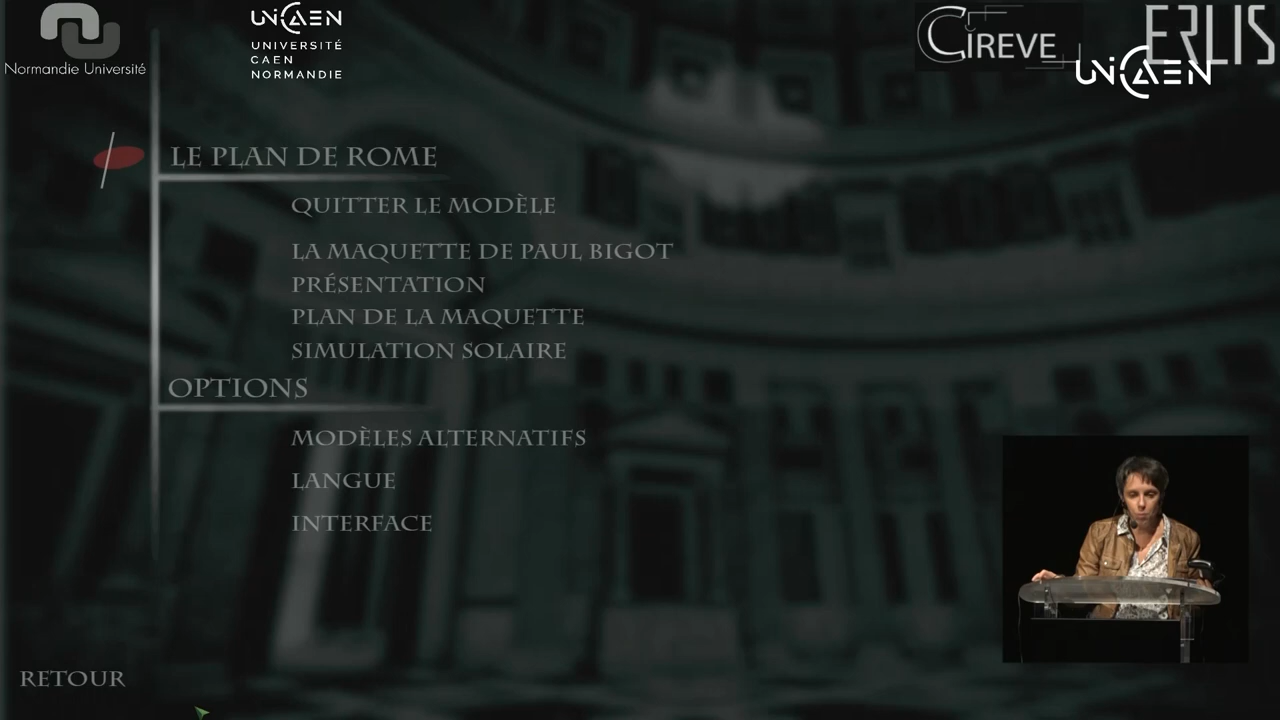 Normandie Université
UNICAEN
UNIVERSITÉ
CAEN
NORMANDIE
CIREVE
ERLIS
UNICAEN
LE PLAN DE ROME
QUITTER LE MODÈLE
LA MAQUETTE DE PAUL BIGOT
PRÉSENTATION
PLAN DE LA MAQUETTE
SIMULATION SOLAIRE
OPTIONS
MODÈLES ALTERNATIFS
LANGUE
INTERFACE
RETOUR